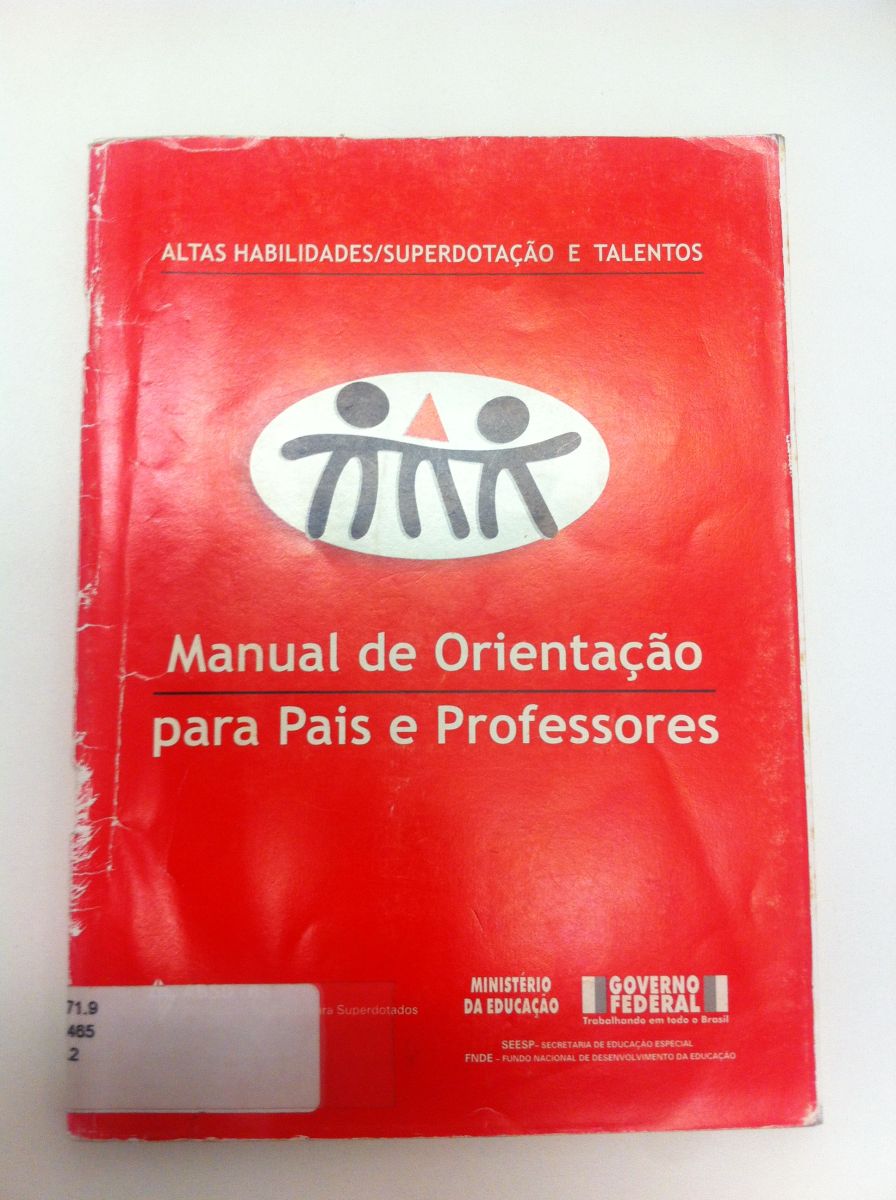 ALTAS HABILIDADES/SUPERDOTAÇÃO E TALENTOS
Manual de Orientação
para Pais e Professores
71.9
465
.2
ra Superdotados
MINISTÉRIO
DA EDUCAÇÃO
GOVERNO
FEDERAL
Trabalhando em todo o Brasil
SEESP- SECRETARIA DE EDUCAÇÃO ESPECIAL
FNDE - FUNDO NACIONAL DE DESENVOLVIMENTO DA EDUCAÇÃO